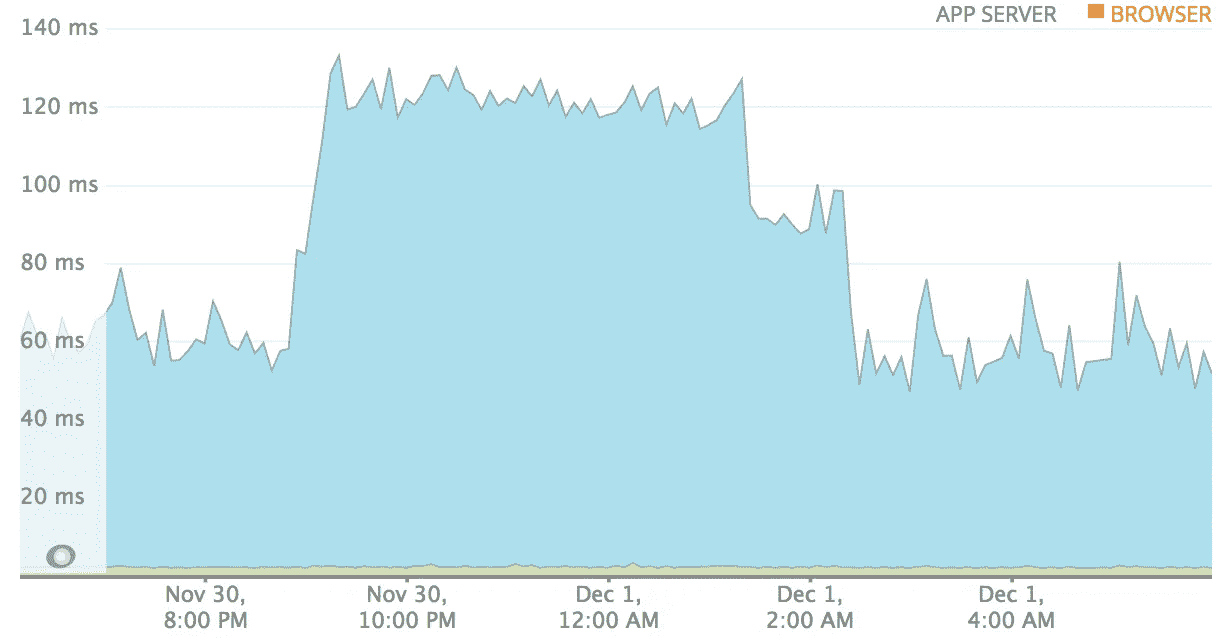 APP SERVER BROWSER
140 ms
120 ms
100 ms
80 ms
60 ms
40 ms
20 ms
Nov 30, Nov 30, Dec 1, Dec 1, Dec 1,
8:00 PM 10:00 PM 12:00 AM 2:00 AM 4:00 AM